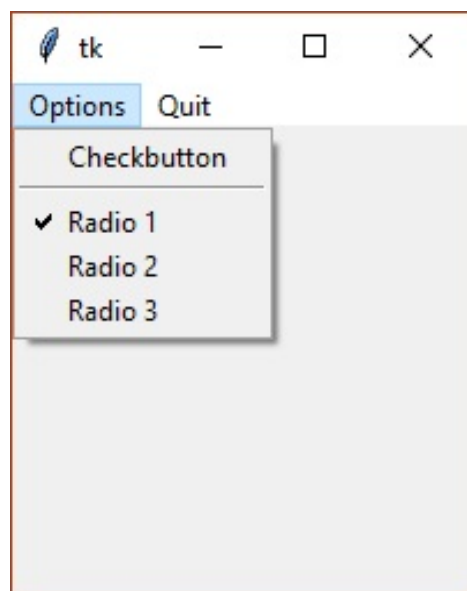 tk
Options Quit
Checkbutton
Radio 1
Radio 2
Radio 3